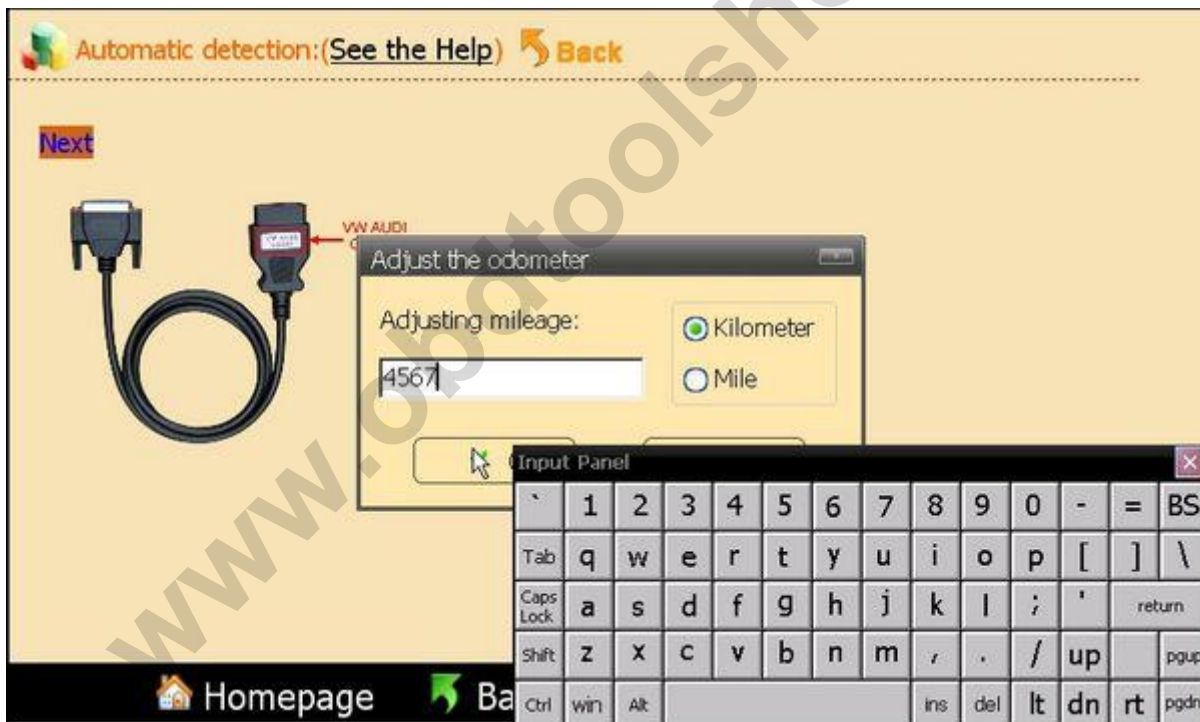 Automatic detection:(See the Help) Back
Next
VW AUDI
Adjust the odometer
Adjusting mileage:
Kilometer
4567
Mile
Input Panel
` 1 2 3 4 5 6 7 8 9 0 - = BS
Tab q w e r t y u i o p [ ] \
Caps Lock a s d f g h j k l ; ' return
Shift z x c v b n m , . / up pgup
Ctrl win Alt ins del lt dn rt pgdn
Homepage Ba
www.obdtoolsho